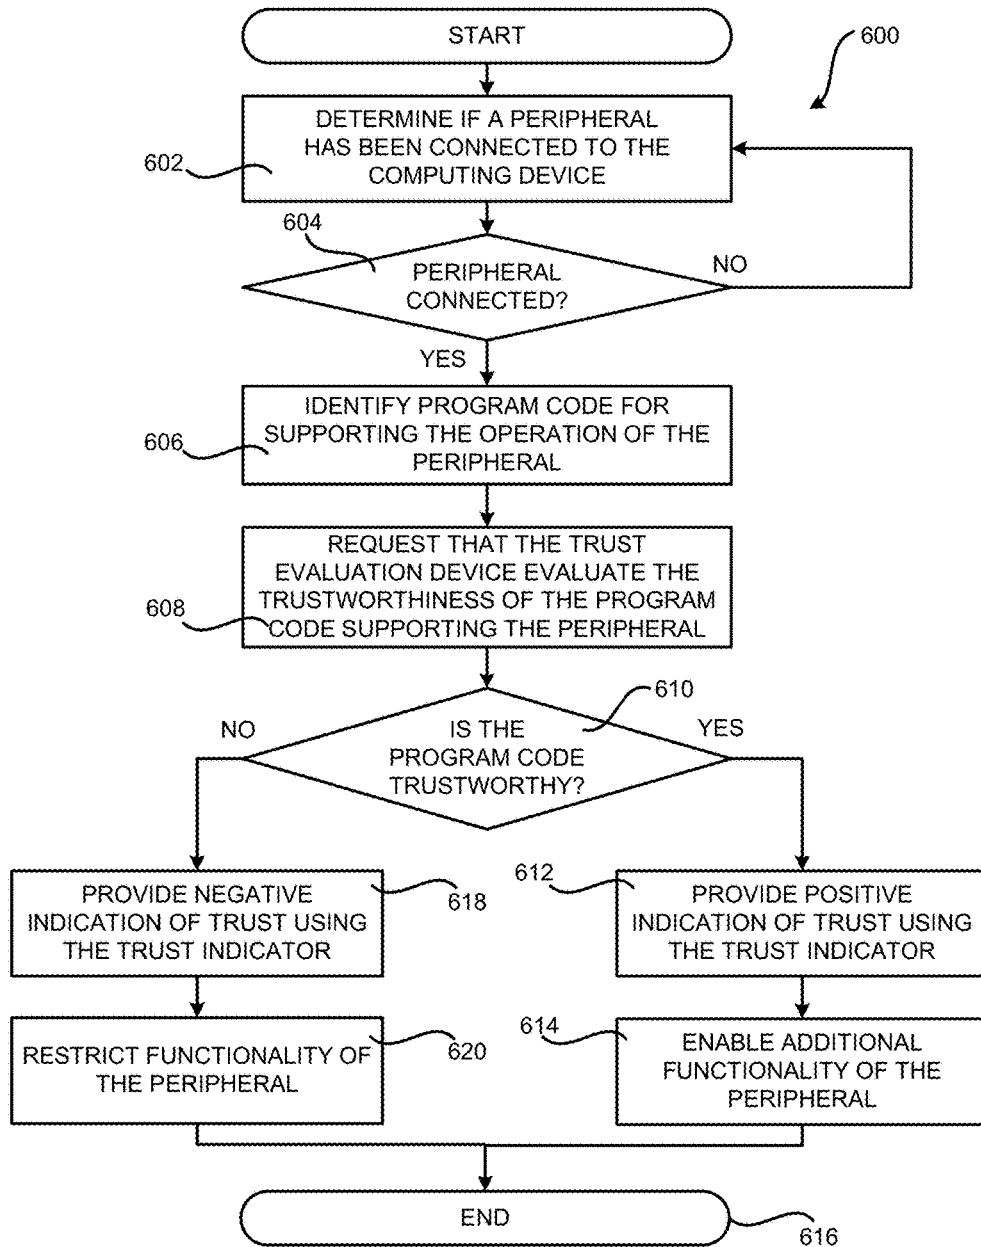 START
600
DETERMINE IF A PERIPHERAL
HAS BEEN CONNECTED TO THE
COMPUTING DEVICE
602
604
PERIPHERAL
CONNECTED?
NO
YES
IDENTIFY PROGRAM CODE FOR
SUPPORTING THE OPERATION OF THE
PERIPHERAL
606
REQUEST THAT THE TRUST
EVALUATION DEVICE EVALUATE THE
TRUSTWORTHINESS OF THE PROGRAM
CODE SUPPORTING THE PERIPHERAL
608
610
NO
IS THE
PROGRAM CODE
TRUSTWORTHY?
YES
PROVIDE NEGATIVE
INDICATION OF TRUST USING
THE TRUST INDICATOR
618
612
PROVIDE POSITIVE
INDICATION OF TRUST USING
THE TRUST INDICATOR
RESTRICT FUNCTIONALITY OF
THE PERIPHERAL
620
614
ENABLE ADDITIONAL
FUNCTIONALITY OF THE
PERIPHERAL
END
616